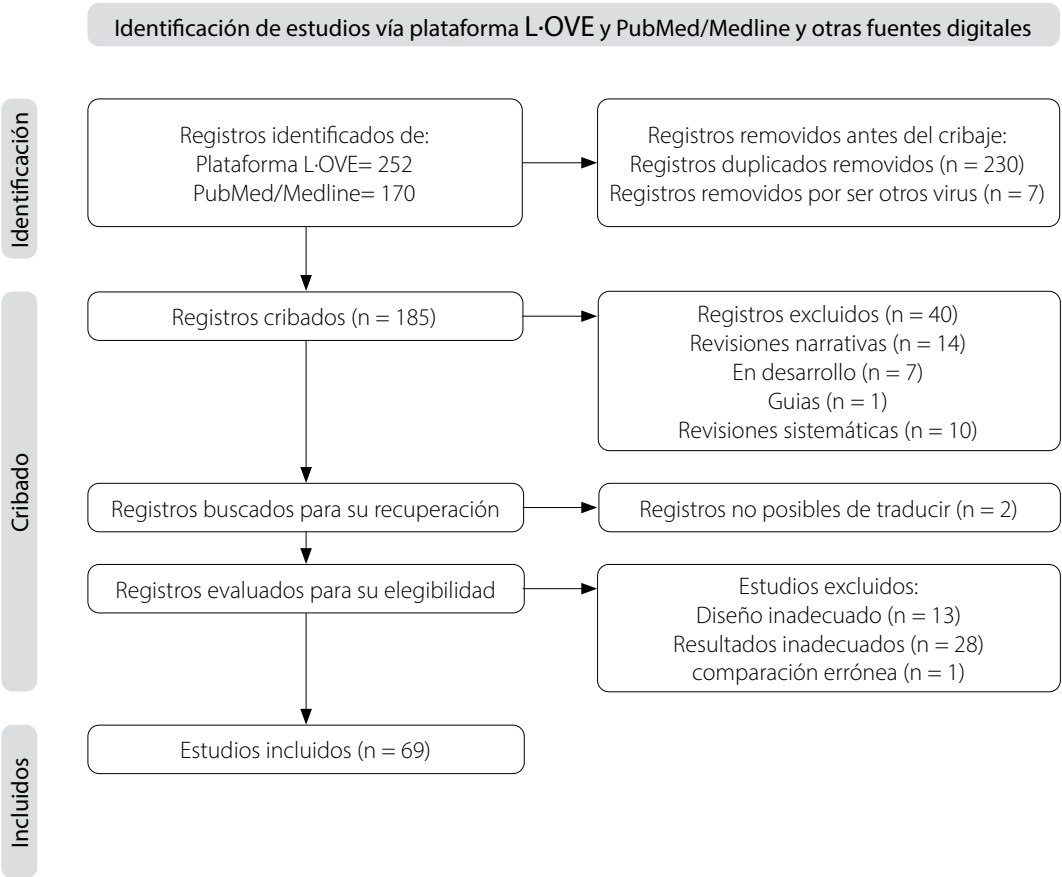 Identificación de estudios vía plataforma L·OVE y PubMed/Medline y otras fuentes digitales
Identificación
Registros identificados de:
Plataforma L·OVE= 252
PubMed/Medline= 170
Registros removidos antes del cribaje:
Registros duplicados removidos (n = 230)
Registros removidos por ser otros virus (n = 7)
Cribado
Registros cribados (n = 185)
Registros excluidos (n = 40)
Revisiones narrativas (n = 14)
En desarrollo (n = 7)
Guias (n = 1)
Revisiones sistemáticas (n = 10)
Registros buscados para su recuperación
Registros no posibles de traducir (n = 2)
Registros evaluados para su elegibilidad
Estudios excluidos:
Diseño inadecuado (n = 13)
Resultados inadecuados (n = 28)
comparación errónea (n = 1)
Incluidos
Estudios incluidos (n = 69)